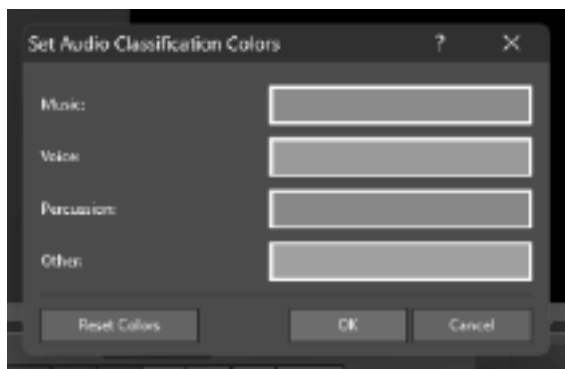 Set Audio Classification Colors ?
Music:
Voice:
Percussion:
Other:
Reset Colors OK Cancel